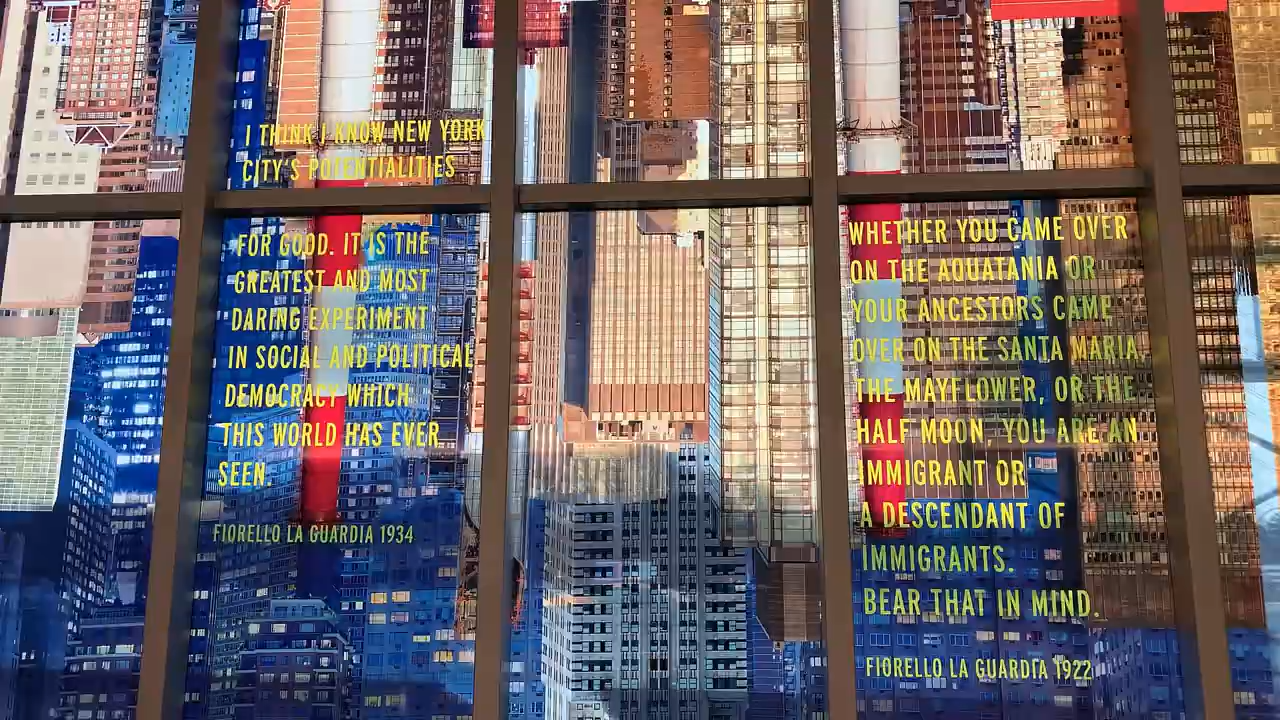 I THINK I KNOW NEW YORK
CITY'S POTENTIALITIES
FOR GOOD. IT IS THE
GREATEST AND MOST
DARING EXPERIMENT
IN SOCIAL AND POLITICAL
DEMOCRACY WHICH
THIS WORLD HAS EVER
SEEN.
FIORELLO LA GUARDIA 1934
WHETHER YOU CAME OVER
ON THE AQUATANIA OR
YOUR ANCESTORS CAME
OVER ON THE SANTA MARIA,
THE MAYFLOWER, OR THE
HALF MOON, YOU ARE AN
IMMIGRANT OR
A DESCENDANT OF
IMMIGRANTS.
BEAR THAT IN MIND.
FIORELLO LA GUARDIA 1922